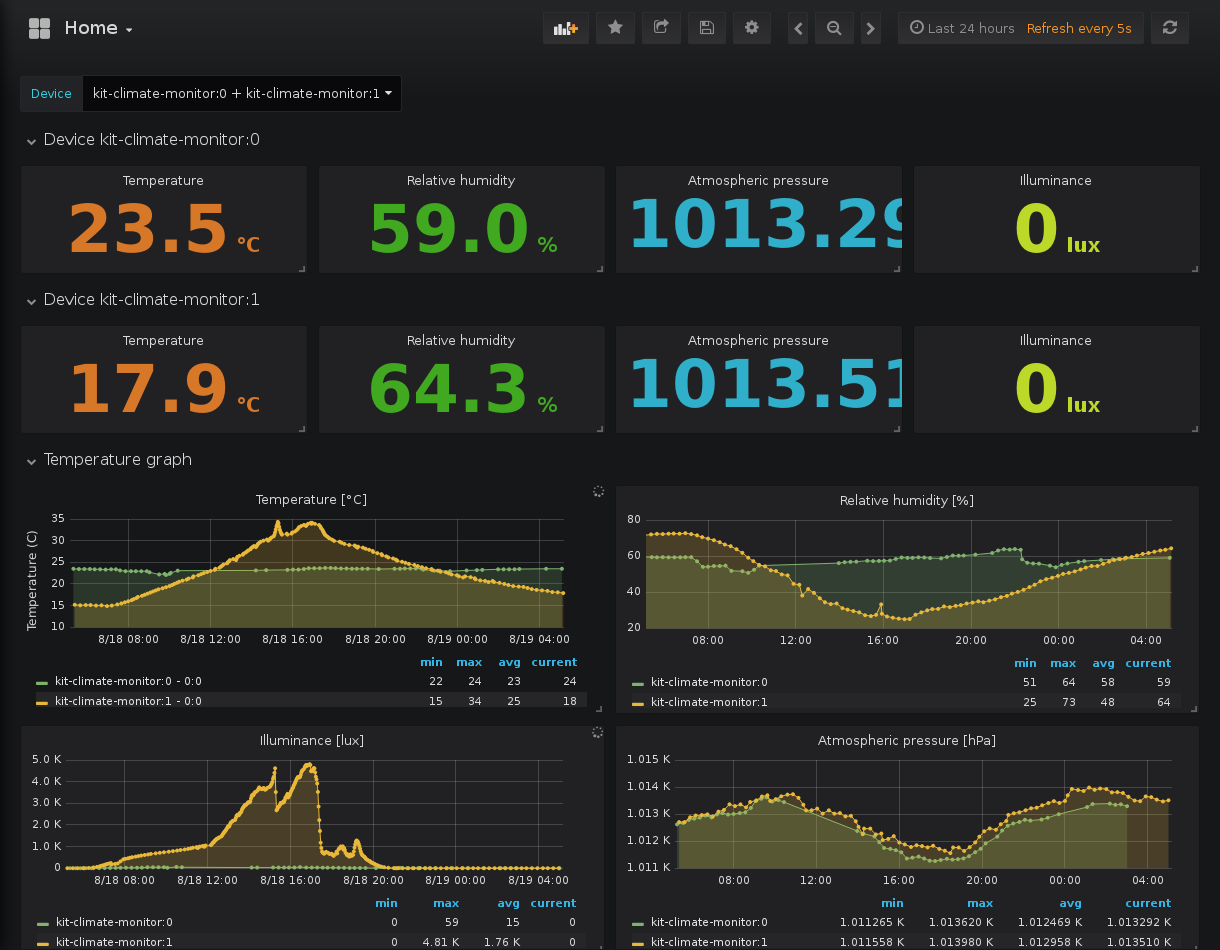 Home
Last 24 hours Refresh every 5s
Device kit-climate-monitor:0 + kit-climate-monitor:1
Device kit-climate-monitor:0
Temperature Relative humidity Atmospheric pressure Illuminance
23.5 °C 59.0 % 1013.29 0 lux
Device kit-climate-monitor:1
Temperature Relative humidity Atmospheric pressure Illuminance
17.9 °C 64.3 % 1013.51 0 lux
Temperature graph
Temperature [°C]
Temperature (C)
35
30
25
20
15
10
8/18 08:00 8/18 12:00 8/18 16:00 8/18 20:00 8/19 00:00 8/19 04:00
min max avg current
kit-climate-monitor:0 - 0:0 22 24 23 24
kit-climate-monitor:1 - 0:0 15 34 25 18
Relative humidity [%]
80
60
40
20
08:00 12:00 16:00 20:00 00:00 04:00
min max avg current
kit-climate-monitor:0 51 64 58 59
kit-climate-monitor:1 25 73 48 64
Illuminance [lux]
5.0 K
4.0 K
3.0 K
2.0 K
1.0 K
0
8/18 08:00 8/18 12:00 8/18 16:00 8/18 20:00 8/19 00:00 8/19 04:00
min max avg current
kit-climate-monitor:0 0 59 15 0
kit-climate-monitor:1 0 4.81 K 1.76 K 0
Atmospheric pressure [hPa]
1.015 K
1.014 K
1.013 K
1.012 K
1.011 K
08:00 12:00 16:00 20:00 00:00 04:00
min max avg current
kit-climate-monitor:0 1.011265 K 1.013620 K 1.012469 K 1.013292 K
kit-climate-monitor:1 1.011558 K 1.013980 K 1.012958 K 1.013510 K